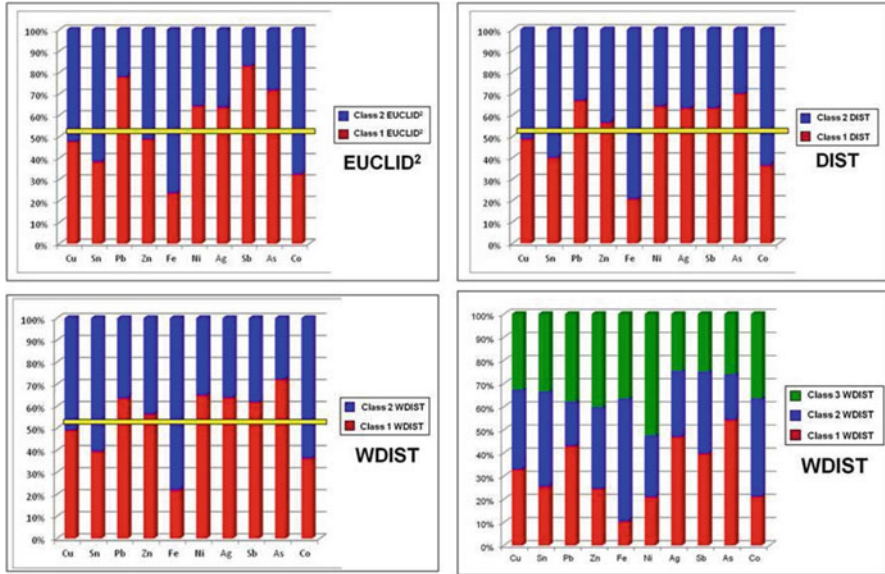 100%
90%
80%
70%
60%
50%
40%
30%
20%
10%
0%
Cu Sn Pb Zn Fe Ni Ag Sb As Co
Class 2 EUCLID²
Class 1 EUCLID²
EUCLID²
100%
90%
80%
70%
60%
50%
40%
30%
20%
10%
0%
Cu Sn Pb Zn Fe Ni Ag Sb As Co
Class 2 DIST
Class 1 DIST
DIST
100%
90%
80%
70%
60%
50%
40%
30%
20%
10%
0%
Cu Sn Pb Zn Fe Ni Ag Sb As Co
Class 2 WDIST
Class 1 WDIST
WDIST
100%
90%
80%
70%
60%
50%
40%
30%
20%
10%
0%
Cu Sn Pb Zn Fe Ni Ag Sb As Co
Class 3 WDIST
Class 2 WDIST
Class 1 WDIST
WDIST